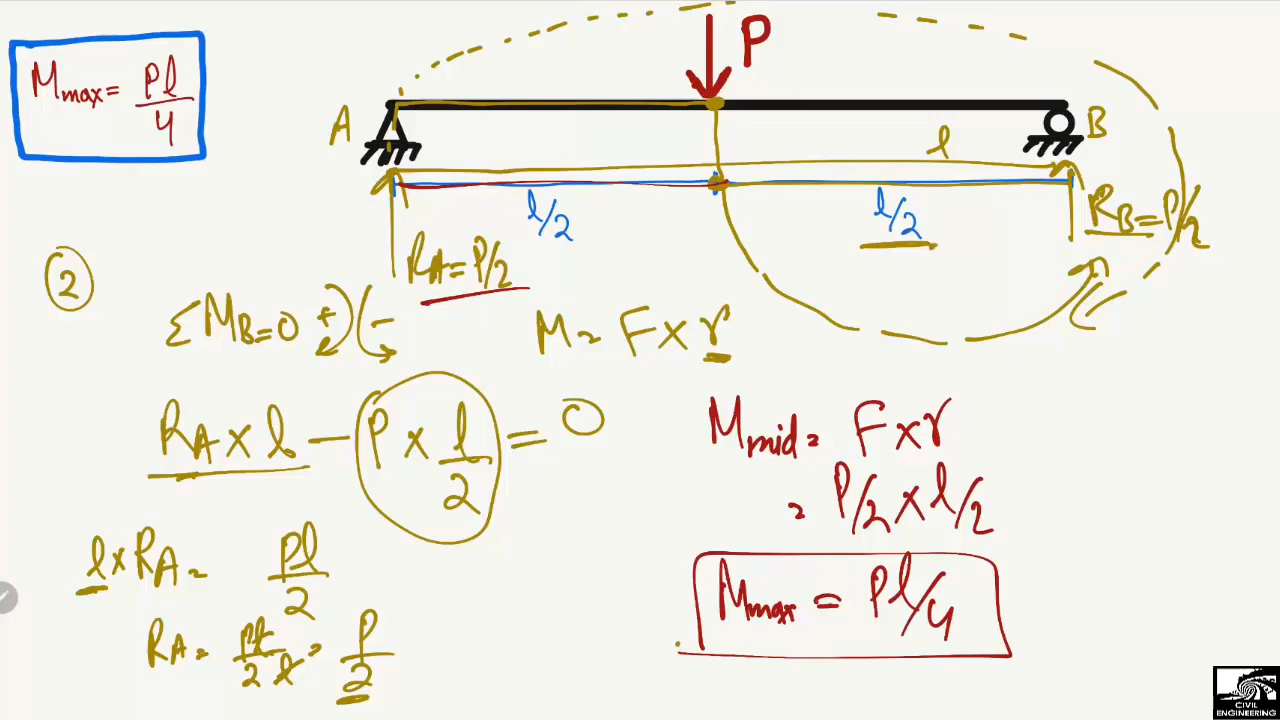 P
M max = Pl/4
A
B
l
l/2
l/2
RB = P/2
RA = P/2
2
ΣMB=0 +) (-
M = F × r
RA × l - P × l/2 = 0
Mmid = F × r
= P/2 × l/2
l × RA = Pl/2
Mmax = Pl/4
RA = Pl/2l = P/2
CIVIL
ENGINEERING